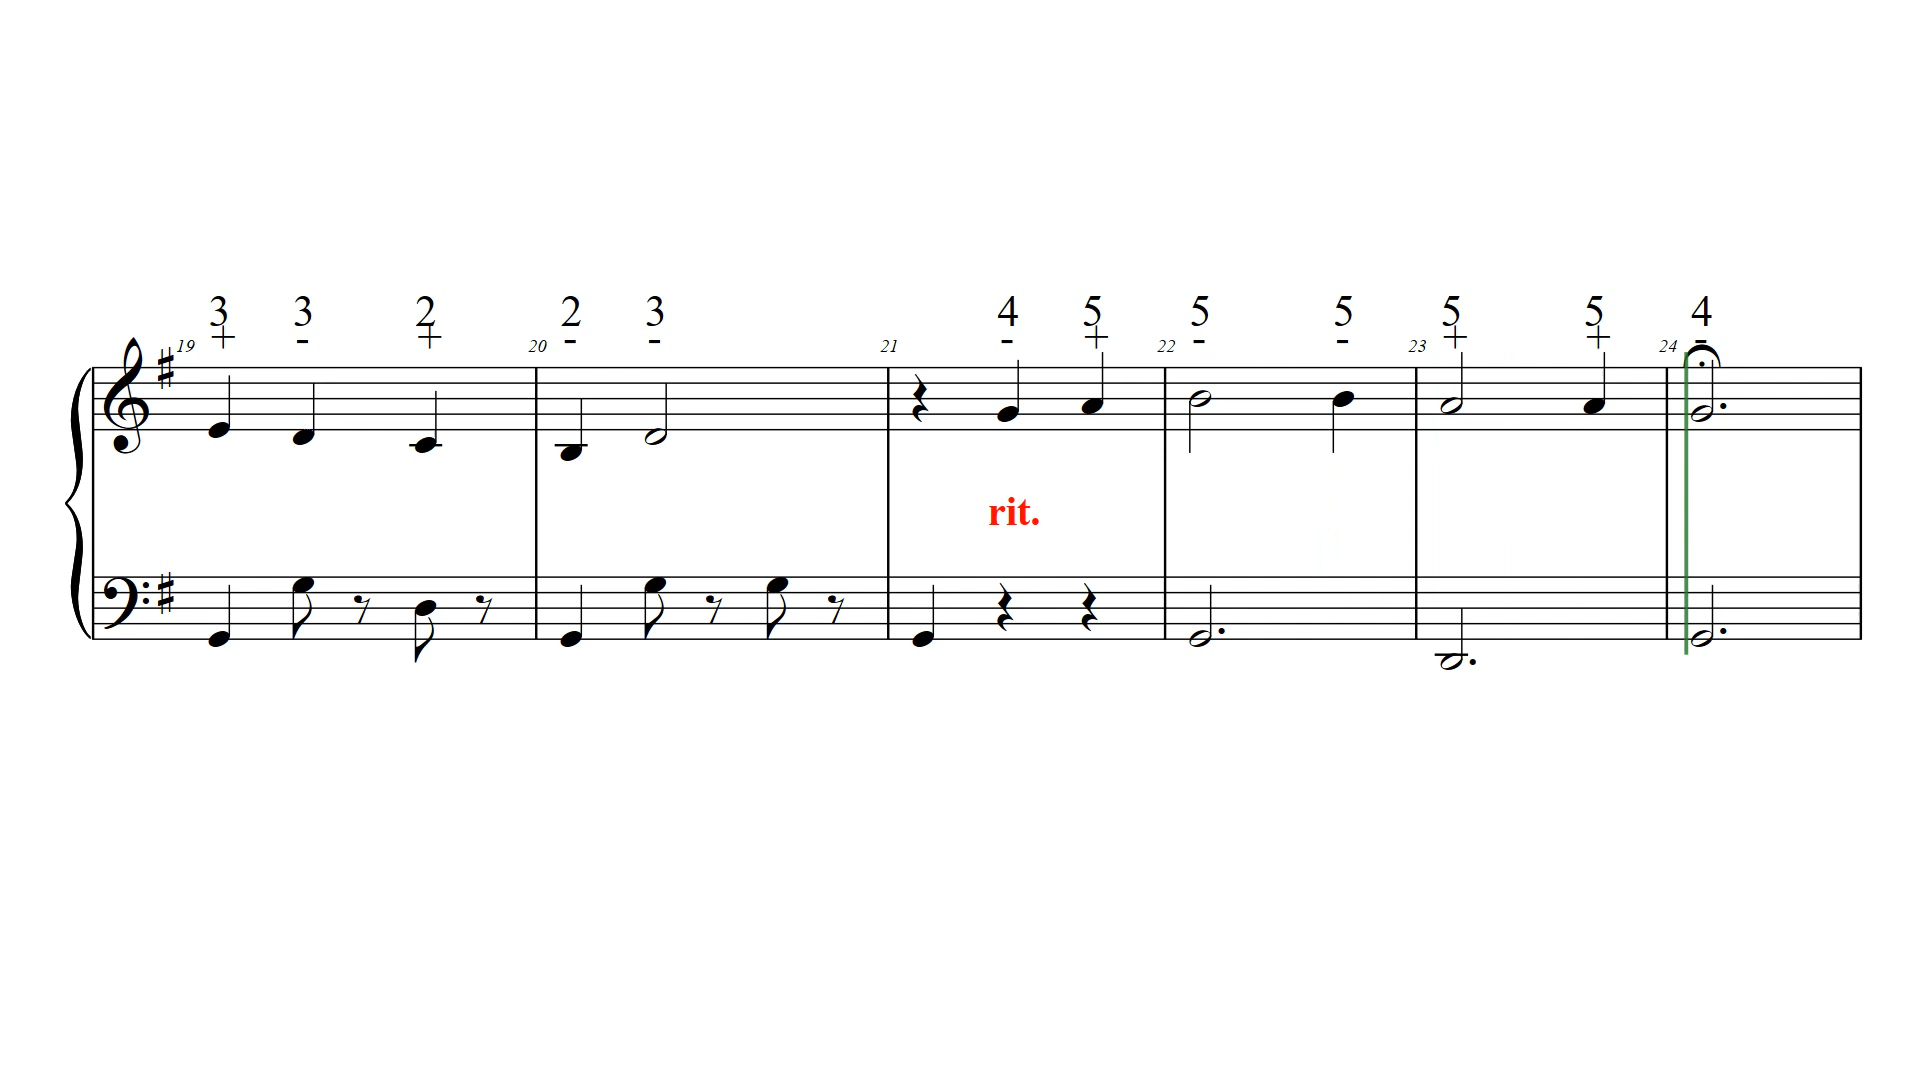 3 3 2 2 3 4 5 5 5 5 5 4
+ - + - - - + - - + + -
19 20 21 22 23 24
rit.